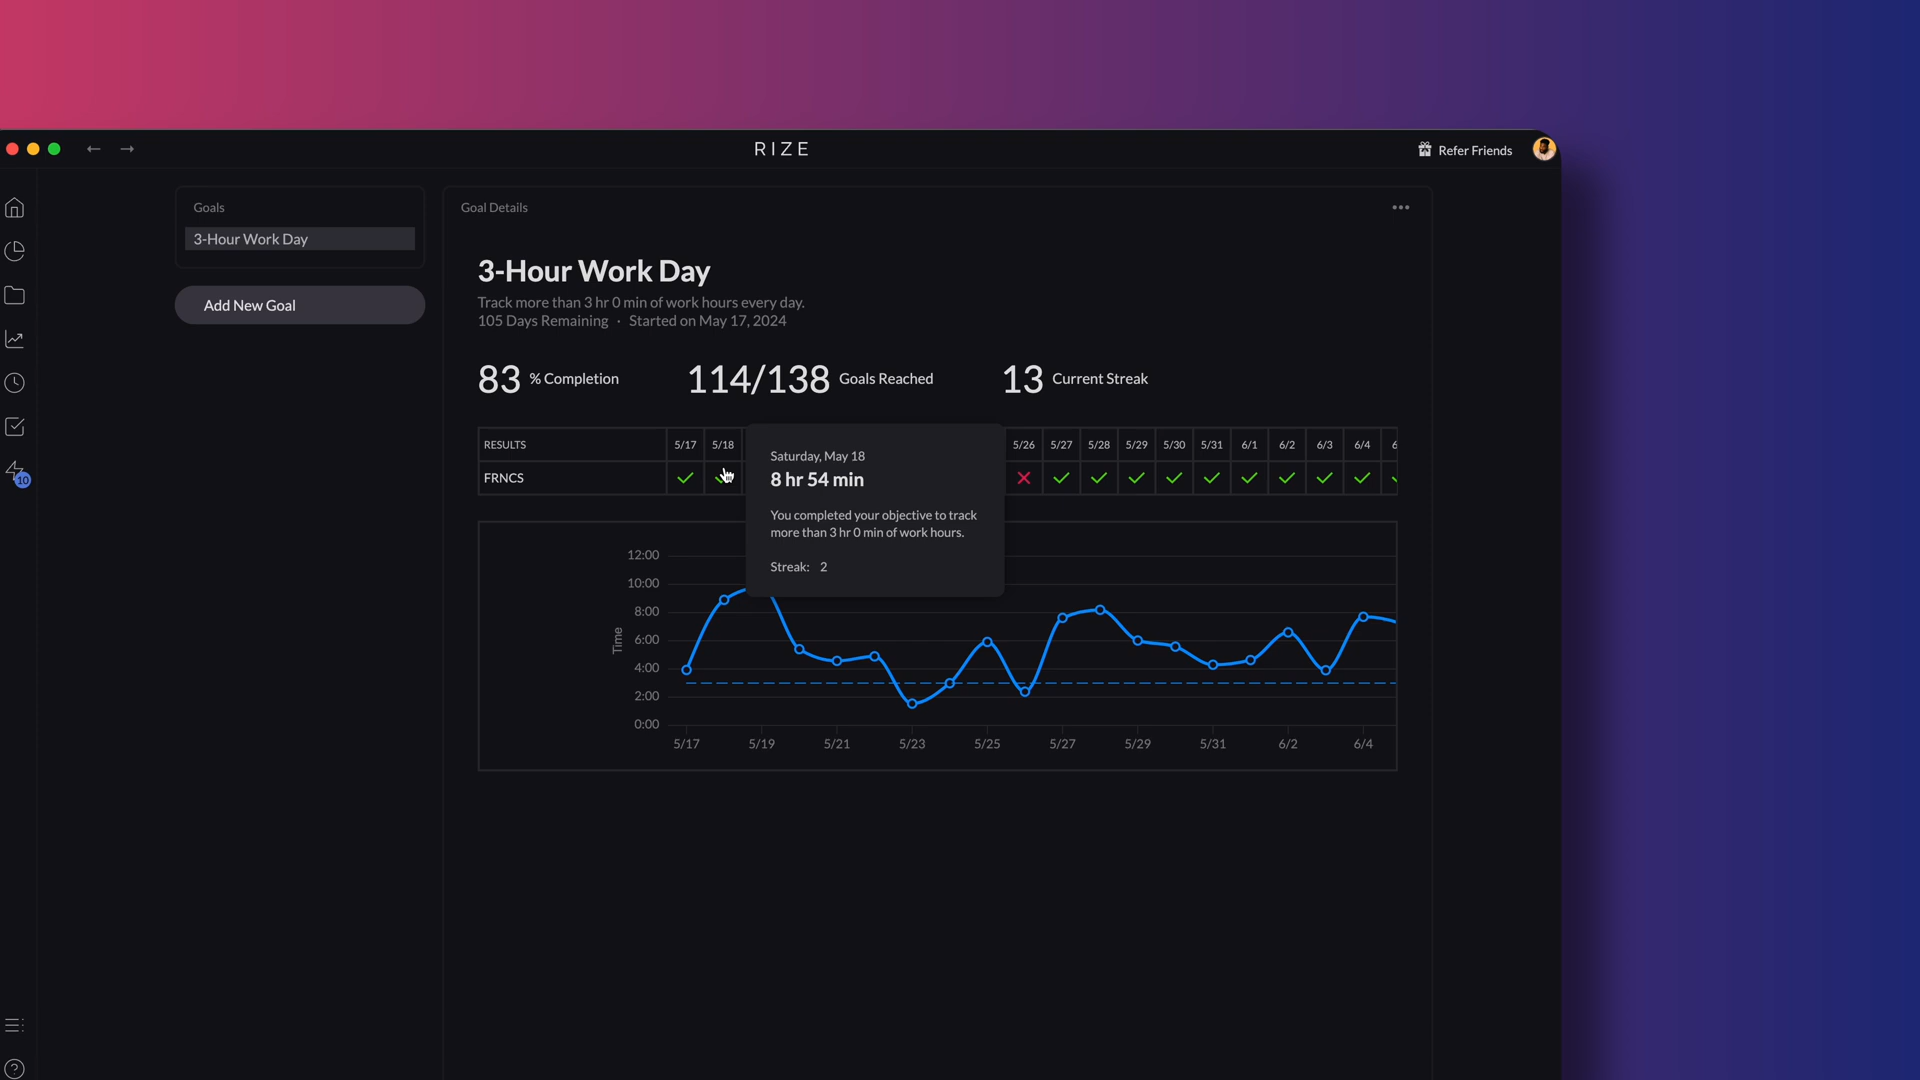 RIZE
Refer Friends
Goals
3-Hour Work Day
Add New Goal
Goal Details
3-Hour Work Day
Track more than 3 hr 0 min of work hours every day.
105 Days Remaining · Started on May 17, 2024
83 % Completion
114/138 Goals Reached
13 Current Streak
RESULTS 5/17 5/18 5/26 5/27 5/28 5/29 5/30 5/31 6/1 6/2 6/3 6/4
FRNCS
Saturday, May 18
8 hr 54 min
You completed your objective to track
more than 3 hr 0 min of work hours.
Streak: 2
10
Time
12:00
10:00
8:00
6:00
4:00
2:00
0:00
5/17 5/19 5/21 5/23 5/25 5/27 5/29 5/31 6/2 6/4